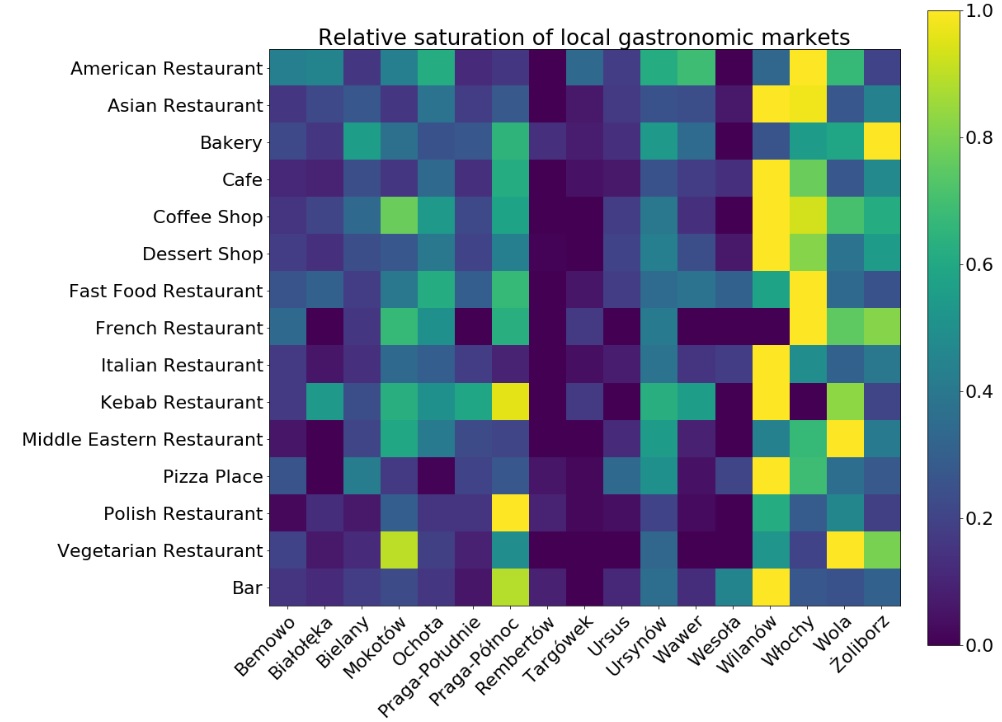 Relative saturation of local gastronomic markets
American Restaurant
Asian Restaurant
Bakery
Cafe
Coffee Shop
Dessert Shop
Fast Food Restaurant
French Restaurant
Italian Restaurant
Kebab Restaurant
Middle Eastern Restaurant
Pizza Place
Polish Restaurant
Vegetarian Restaurant
Bar
Bemowo
Białołęka
Bielany
Mokotów
Ochota
Praga-Południe
Praga-Północ
Rembertów
Targówek
Ursus
Ursynów
Wawer
Wesoła
Wilanów
Włochy
Wola
Żoliborz
1.0
0.8
0.6
0.4
0.2
0.0